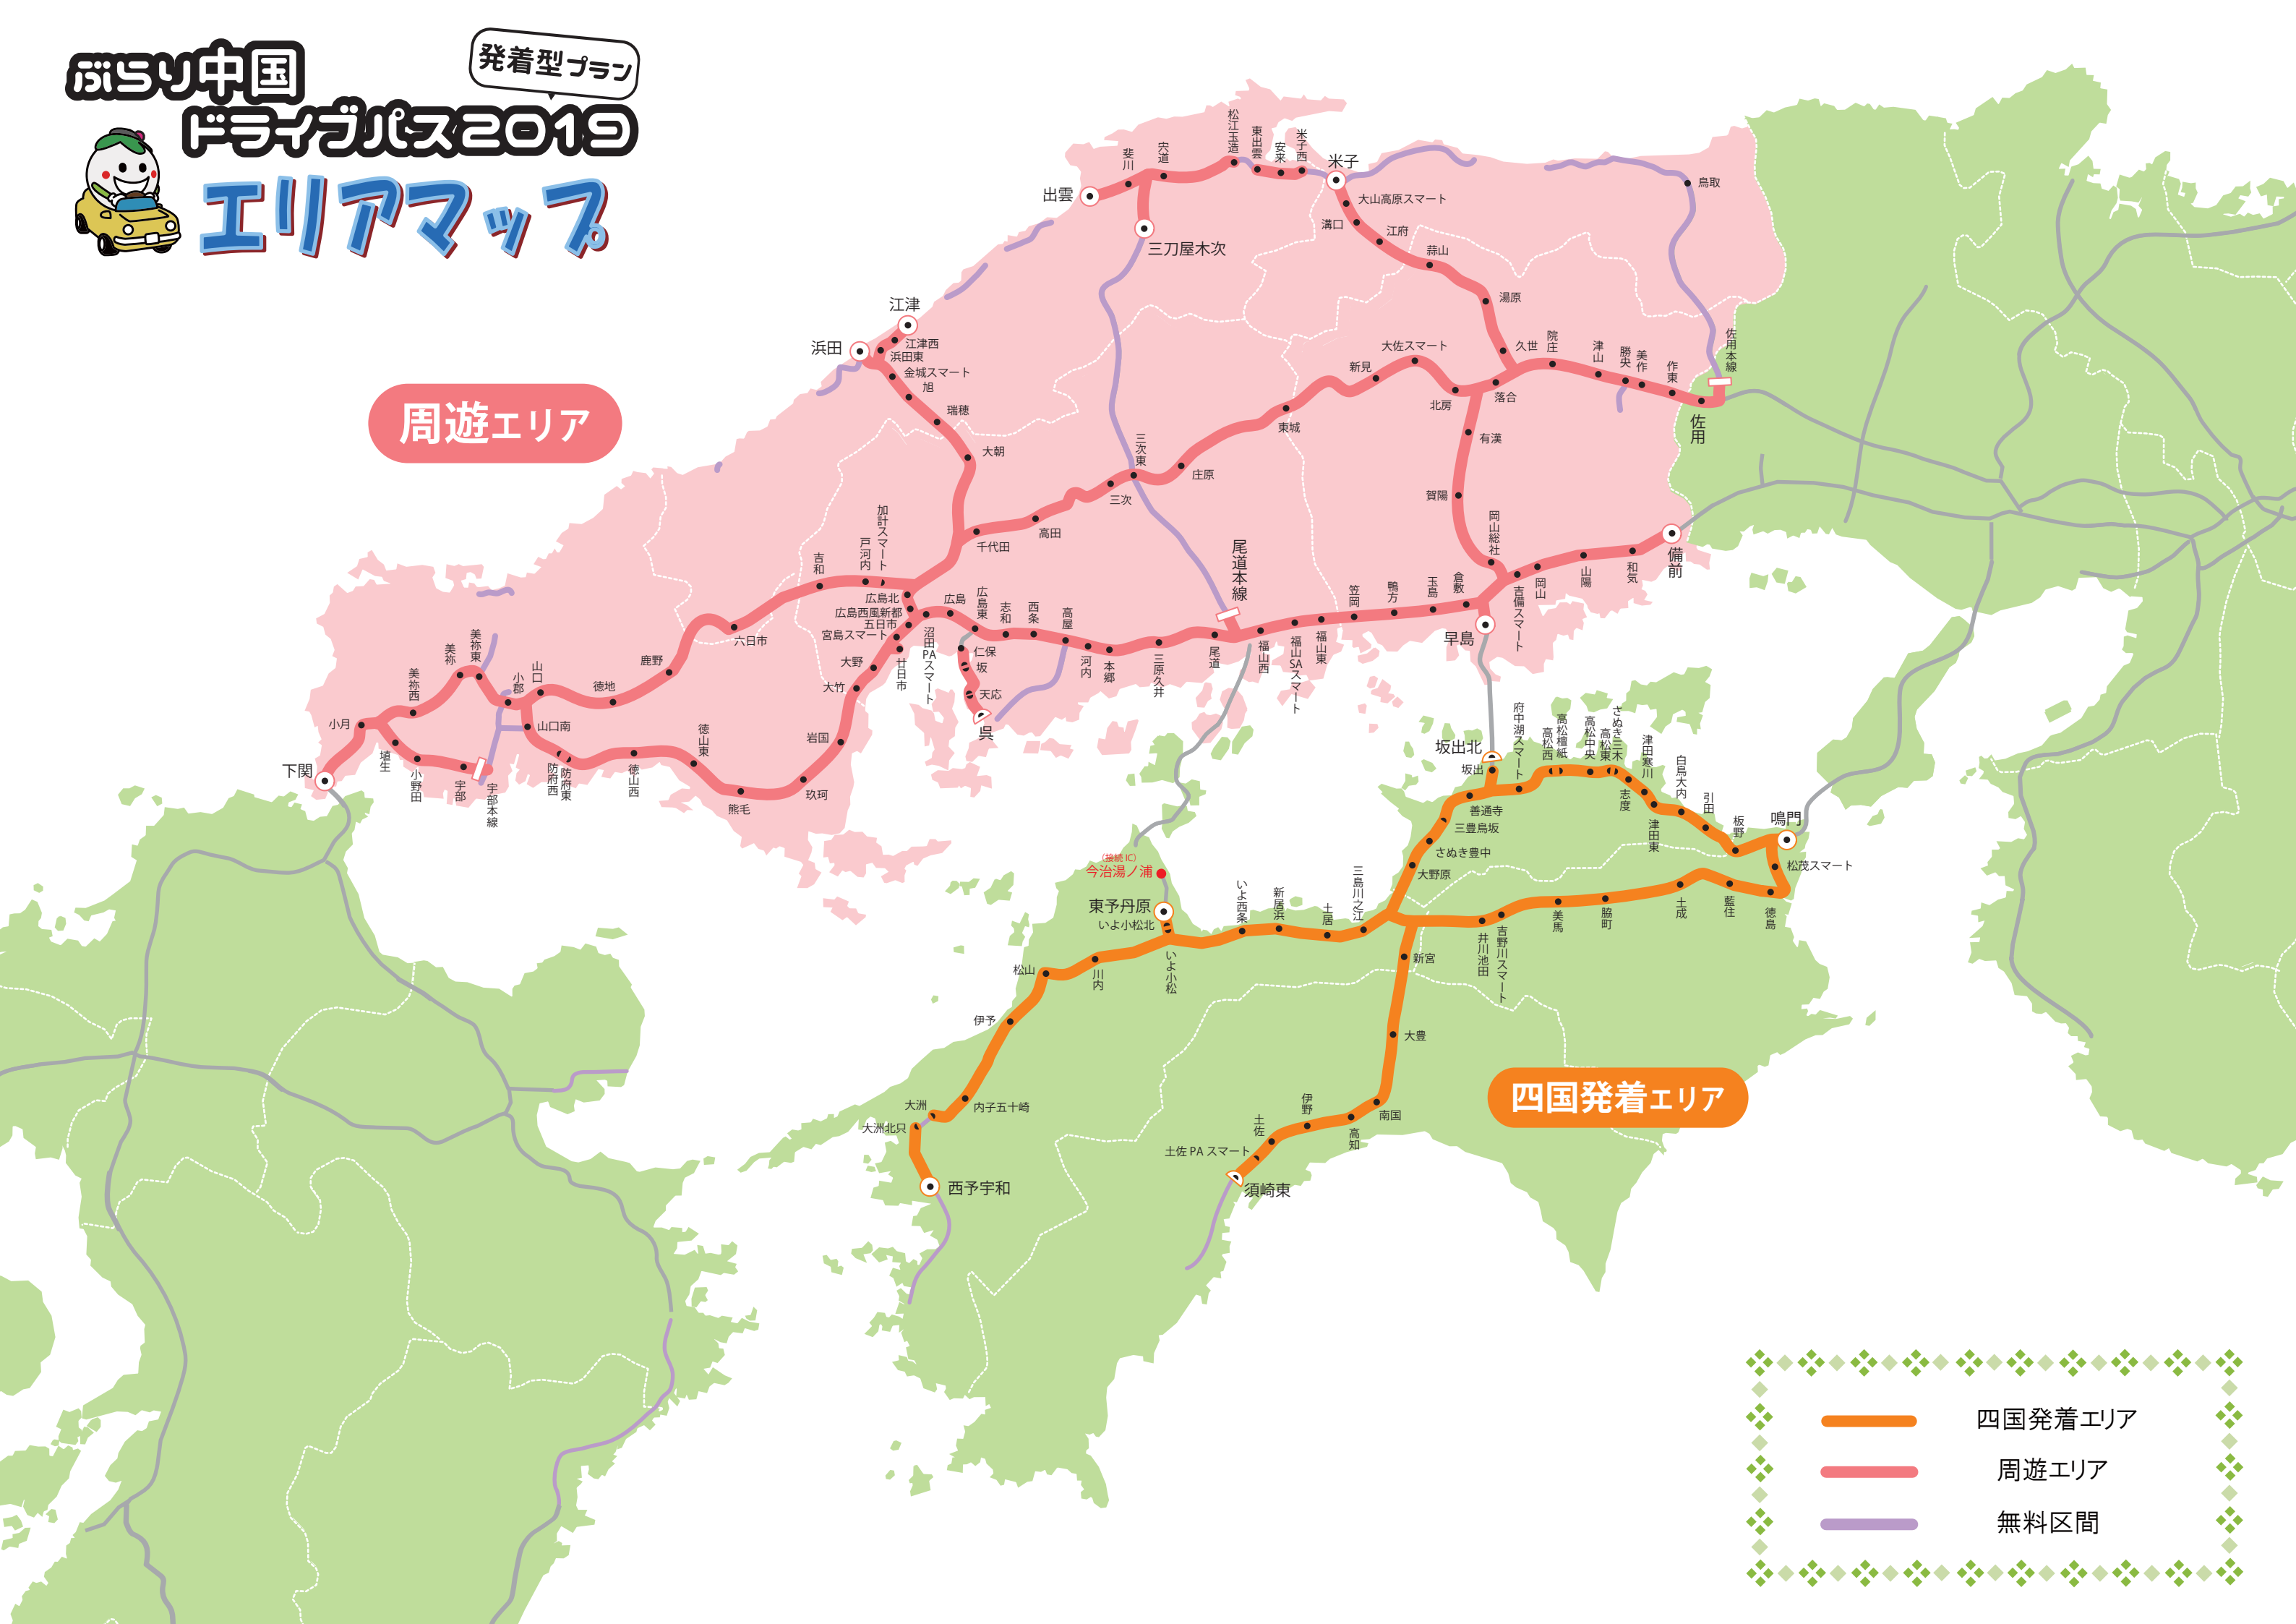 ぶらり中国
ドライブパス2019
発着型プラン
エリアマップ
周遊エリア
四国発着エリア
出雲
斐川
宍道
松江玉造
東出雲
安来
米子西
米子
三刀屋木次
大山高原スマート
溝口
江府
蒜山
湯原
久世
院庄
津山
勝央
美作
作東
佐用本線
佐用
鳥取
江津
浜田
江津西
浜田東
金城スマート
旭
瑞穂
大朝
千代田
高田
三次
三次東
庄原
東城
新見
大佐スマート
北房
落合
有漢
賀陽
岡山総社
備前
和気
山陽
岡山
吉備スマート
早島
倉敷
玉島
鴨方
笠岡
福山東
福山SAスマート
福山西
尾道本線
尾道
三原久井
本郷
河内
高屋
西条
志和
広島東
広島
仁保
坂
天応
呉
沼田PAスマート
広島北
広島西風新都
五日市
宮島スマート
廿日市
大野
大竹
岩国
玖珂
熊毛
徳山東
徳山西
防府東
防府西
山口南
山口
小郡
美祢東
美祢
美祢西
小月
下関
埴生
小野田
宇部
宇部本線
徳地
鹿野
六日市
吉和
戸河内
加計スマート
坂出北
坂出
府中湖スマート
高松西
高松檀紙
高松中央
高松東
さぬき三木
志度
津田寒川
津田東
白鳥大内
引田
板野
鳴門
松茂スマート
徳島
藍住
土成
脇町
美馬
吉野川スマート
井川池田
善通寺
三豊鳥坂
さぬき豊中
大野原
三島川之江
土居
新居浜
いよ西条
（接続 IC）
今治湯ノ浦
東予丹原
いよ小松北
いよ小松
川内
松山
伊予
内子五十崎
大洲
大洲北只
西予宇和
新宮
大豊
南国
高知
伊野
土佐
土佐 PA スマート
須崎東
四国発着エリア
周遊エリア
無料区間